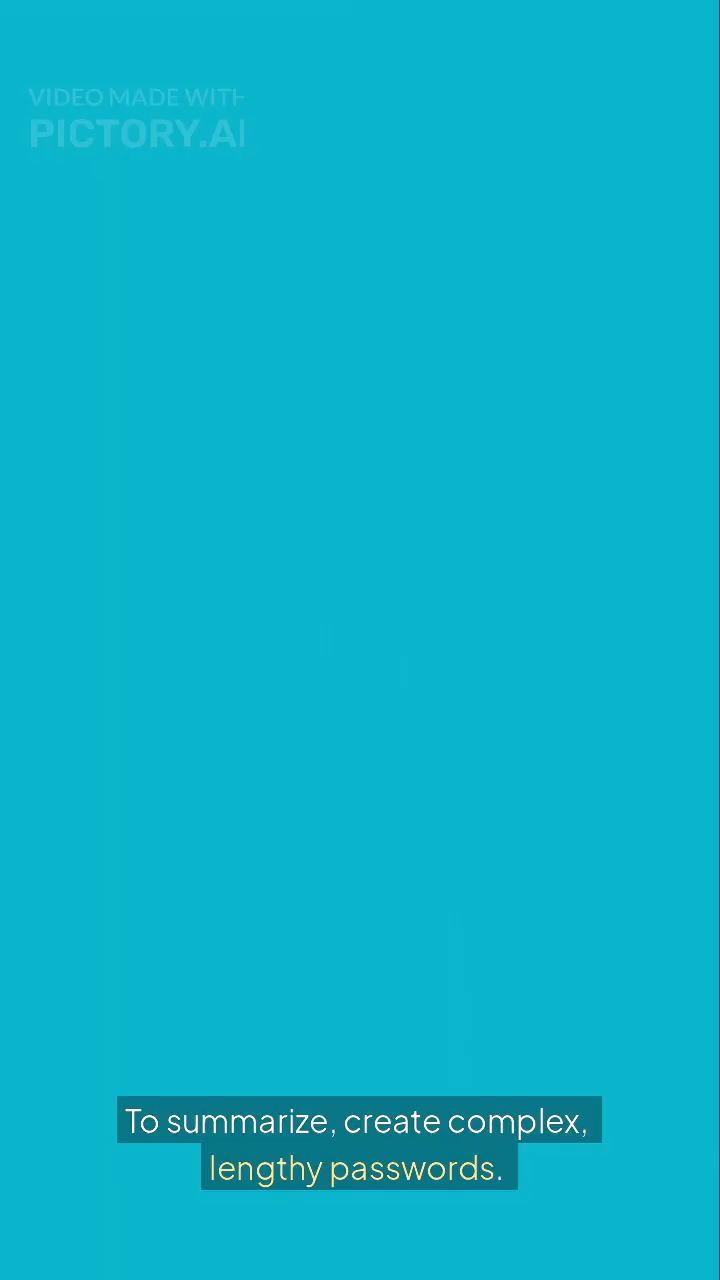 VIDEO MADE WITH
PICTORY.AI
To summarize, create complex,
lengthy passwords.